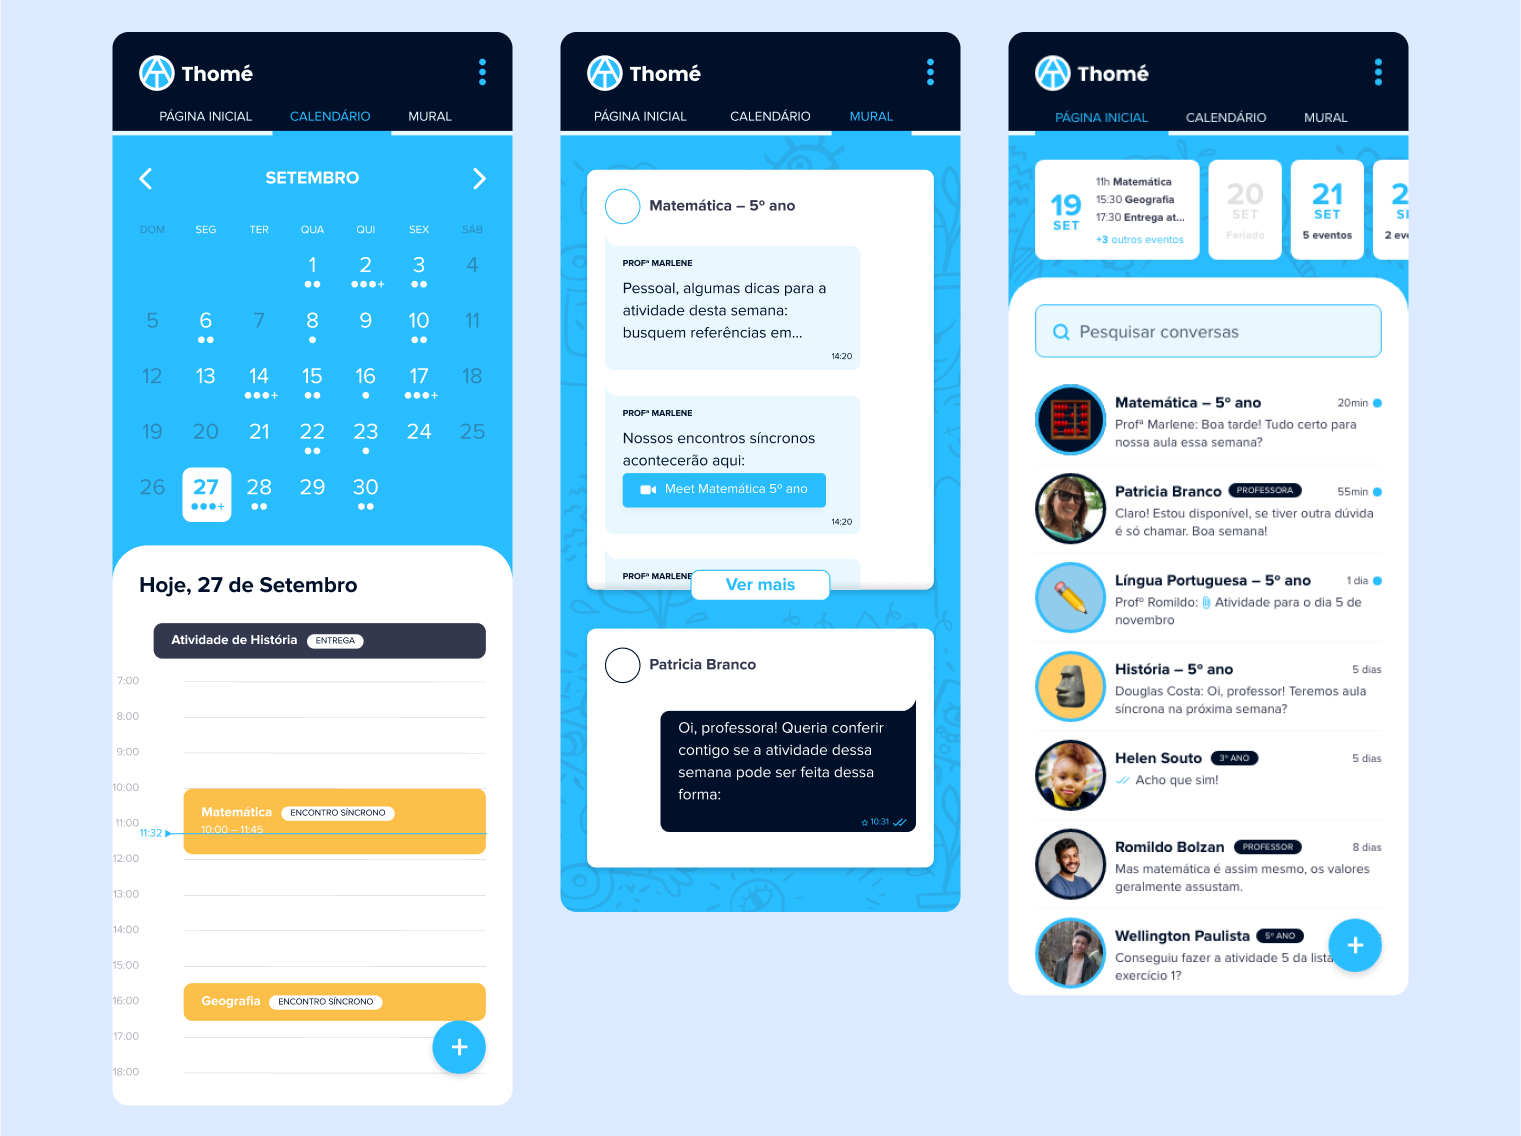 Thomé
PÁGINA INICIAL CALENDÁRIO MURAL
SETEMBRO
DOM SEG TER QUA QUI SEX SÁB
1 2 3 4
5 6 7 8 9 10 11
12 13 14 15 16 17 18
19 20 21 22 23 24 25
26 27 28 29 30
Hoje, 27 de Setembro
Atividade de História ENTREGA
7:00
8:00
9:00
10:00
Matemática ENCONTRO SÍNCRONO
11:00
10:00 – 11:45
11:32
12:00
13:00
14:00
15:00
16:00
Geografia ENCONTRO SÍNCRONO
17:00
+
18:00
Thomé
PÁGINA INICIAL CALENDÁRIO MURAL
Matemática – 5º ano
PROFª MARLENE
Pessoal, algumas dicas para a
atividade desta semana:
busquem referências em...
14:20
PROFª MARLENE
Nossos encontros síncronos
acontecerão aqui:
Meet Matemática 5º ano
14:20
PROFª MARLENE
Ver mais
Patricia Branco
Oi, professora! Queria conferir
contigo se a atividade dessa
semana pode ser feita dessa
forma:
10:31
Thomé
PÁGINA INICIAL CALENDÁRIO MURAL
19
SET
11h Matemática
15:30 Geografia
17:30 Entrega at...
+3 outros eventos
20
SET
Feriado
21
SET
5 eventos
2
SE
2 eve
Pesquisar conversas
Matemática – 5º ano 20min
Profª Marlene: Boa tarde! Tudo certo para
nossa aula essa semana?
Patricia Branco PROFESSORA 55min
Claro! Estou disponível, se tiver outra dúvida
é só chamar. Boa semana!
Língua Portuguesa – 5º ano 1 dia
Profº Romildo: Atividade para o dia 5 de
novembro
História – 5º ano 5 dias
Douglas Costa: Oi, professor! Teremos aula
síncrona na próxima semana?
Helen Souto 3º ANO 5 dias
Acho que sim!
Romildo Bolzan PROFESSOR 8 dias
Mas matemática é assim mesmo, os valores
geralmente assustam.
Wellington Paulista 5º ANO
Conseguiu fazer a atividade 5 da lista
exercício 1?
+